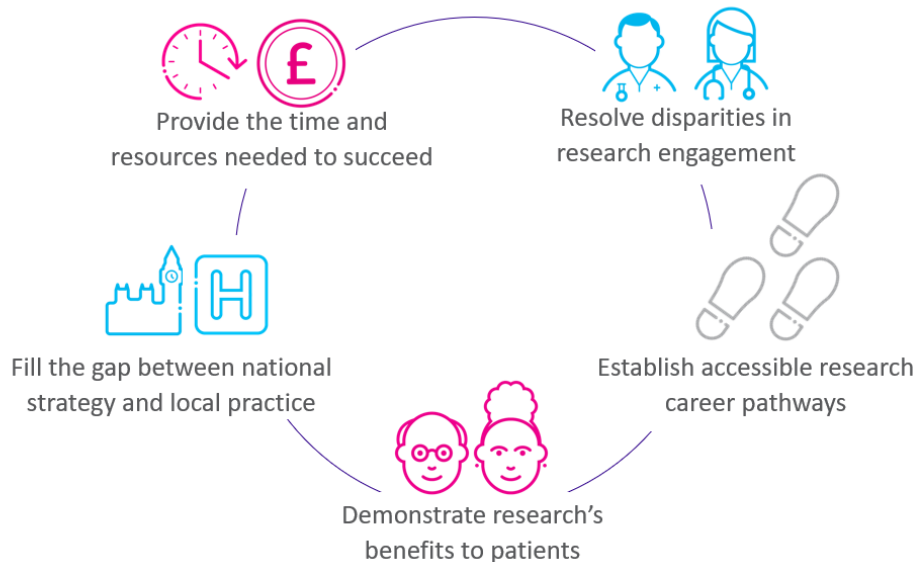 £
Provide the time and
resources needed to succeed
Resolve disparities in
research engagement
H
Fill the gap between national
strategy and local practice
Establish accessible research
career pathways
Demonstrate research’s
benefits to patients